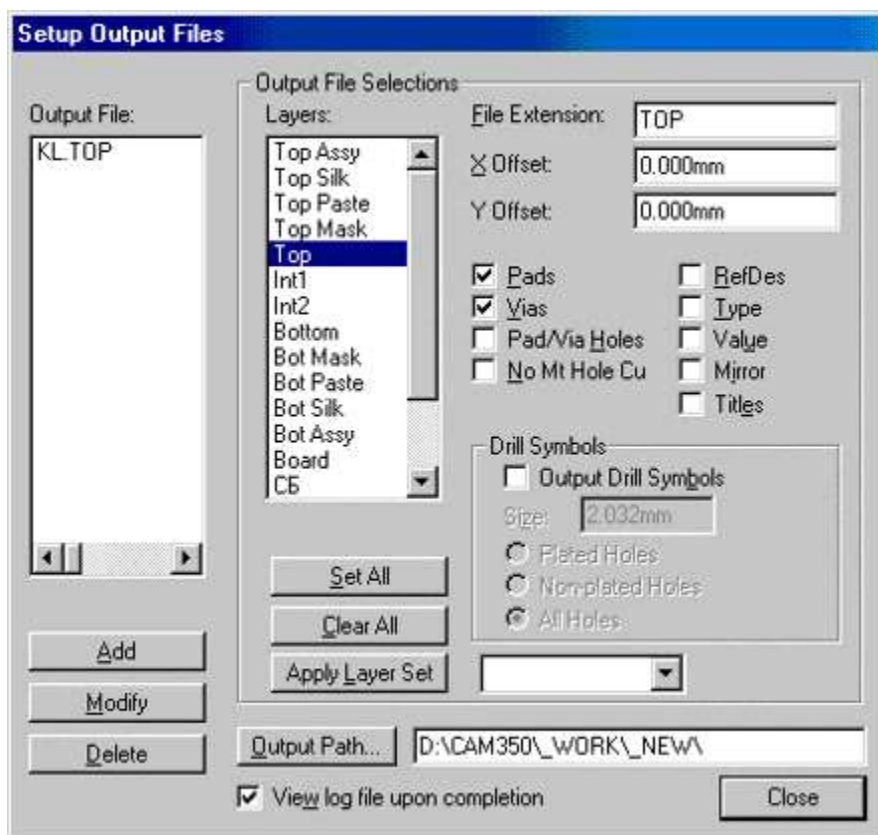 Setup Output Files
Output File:
KL.TOP
Add
Modify
Delete
Output File Selections
Layers:
Top Assy
Top Silk
Top Paste
Top Mask
Top
Int1
Int2
Bottom
Bot Mask
Bot Paste
Bot Silk
Bot Assy
Board
СБ
Set All
Clear All
Apply Layer Set
File Extension: TOP
X Offset: 0.000mm
Y Offset: 0.000mm
Pads
Vias
Pad/Via Holes
No Mt Hole Cu
RefDes
Type
Value
Mirror
Titles
Drill Symbols
Output Drill Symbols
Size: 2.032mm
Plated Holes
Non-plated Holes
All Holes
Output Path... D:\CAM350\_WORK\_NEW\
View log file upon completion
Close